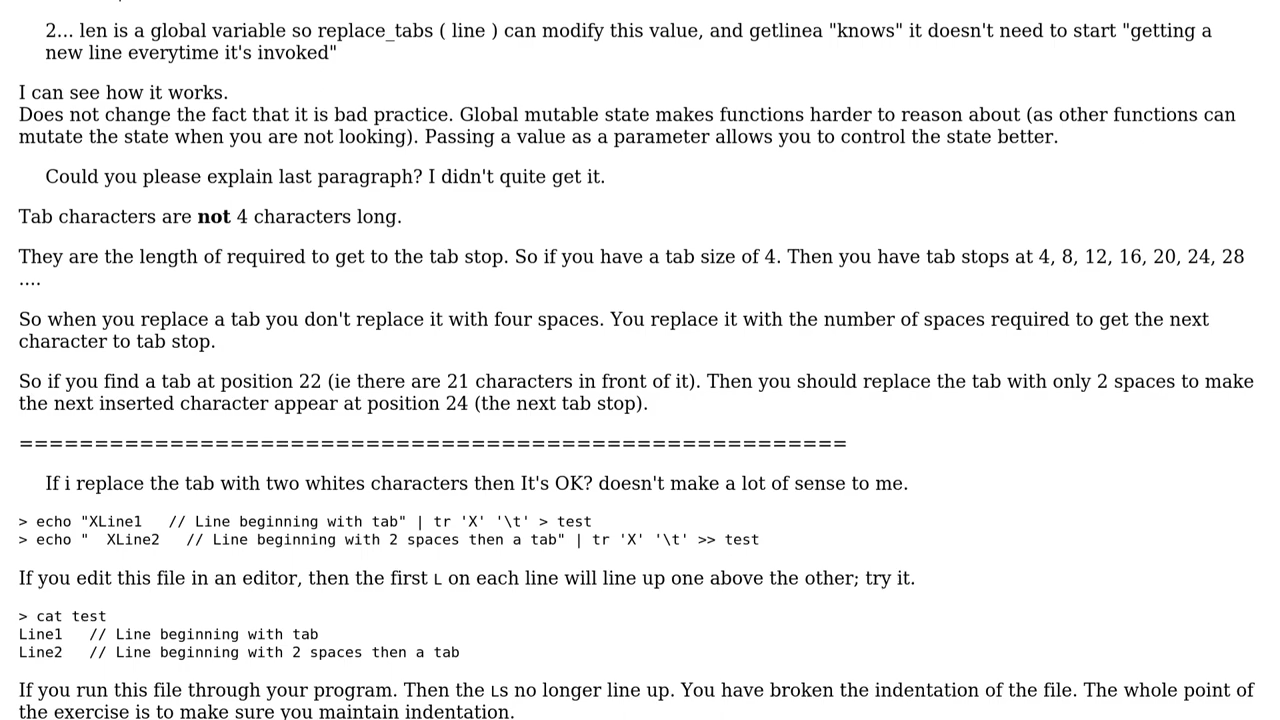 2... len is a global variable so replace_tabs ( line ) can modify this value, and getlinea "knows" it doesn't need to start "getting a
new line everytime it's invoked"
I can see how it works.
Does not change the fact that it is bad practice. Global mutable state makes functions harder to reason about (as other functions can
mutate the state when you are not looking). Passing a value as a parameter allows you to control the state better.
Could you please explain last paragraph? I didn't quite get it.
Tab characters are not 4 characters long.
They are the length of required to get to the tab stop. So if you have a tab size of 4. Then you have tab stops at 4, 8, 12, 16, 20, 24, 28
....
So when you replace a tab you don't replace it with four spaces. You replace it with the number of spaces required to get the next
character to tab stop.
So if you find a tab at position 22 (ie there are 21 characters in front of it). Then you should replace the tab with only 2 spaces to make
the next inserted character appear at position 24 (the next tab stop).
=======================================================
If i replace the tab with two whites characters then It's OK? doesn't make a lot of sense to me.
> echo "XLine1   // Line beginning with tab" | tr 'X' '\t' > test
> echo "  XLine2   // Line beginning with 2 spaces then a tab" | tr 'X' '\t' >> test
If you edit this file in an editor, then the first L on each line will line up one above the other; try it.
> cat test
Line1   // Line beginning with tab
Line2   // Line beginning with 2 spaces then a tab
If you run this file through your program. Then the Ls no longer line up. You have broken the indentation of the file. The whole point of
the exercise is to make sure you maintain indentation.